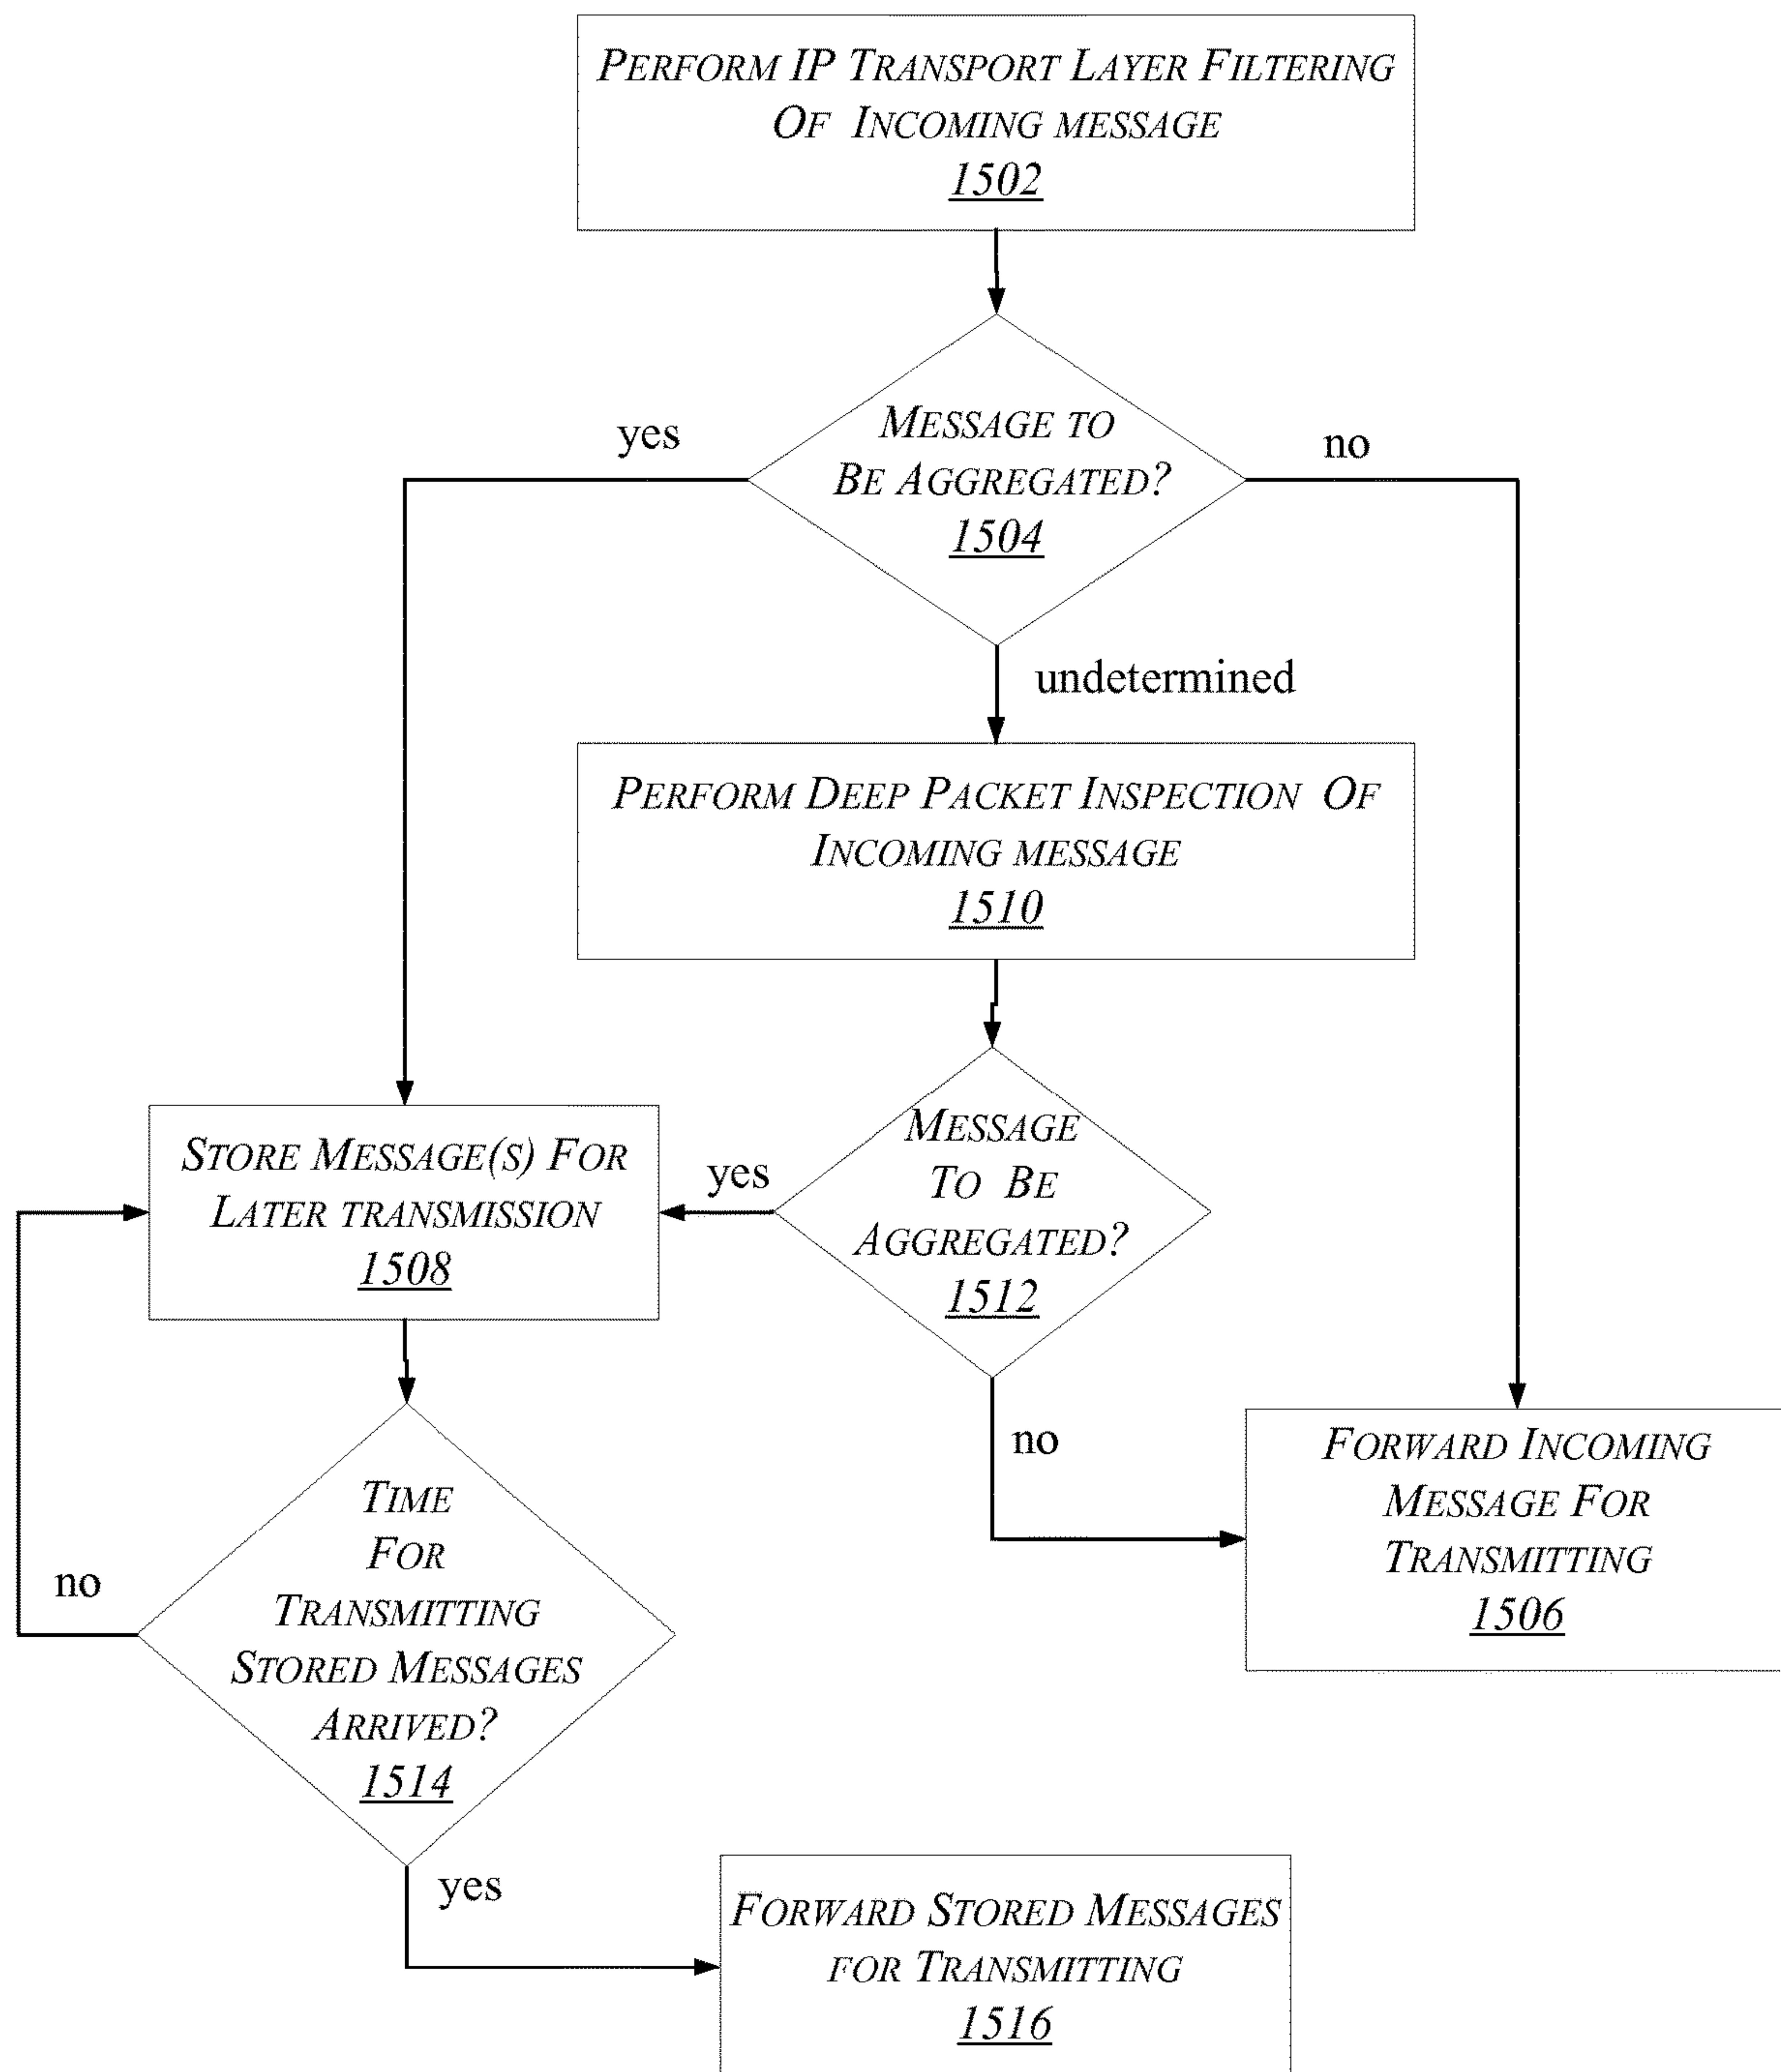 PERFORM IP TRANSPORT LAYER FILTERING
OF INCOMING MESSAGE
1502
MESSAGE TO
BE AGGREGATED?
1504
yes
no
undetermined
PERFORM DEEP PACKET INSPECTION OF
INCOMING MESSAGE
1510
MESSAGE
TO BE
AGGREGATED?
1512
yes
no
STORE MESSAGE(S) FOR
LATER TRANSMISSION
1508
FORWARD INCOMING
MESSAGE FOR
TRANSMITTING
1506
TIME
FOR
TRANSMITTING
STORED MESSAGES
ARRIVED?
1514
no
yes
FORWARD STORED MESSAGES
FOR TRANSMITTING
1516